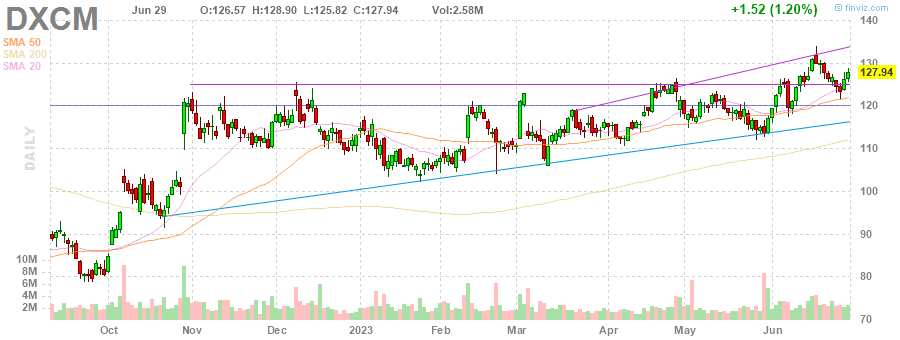 DXCM Jun 29 O:126.57 H:128.90 L:125.82 C:127.94 Vol:2.58M +1.52 (1.20%) © finviz.com
SMA 50
SMA 200
SMA 20
DAILY
140
130
127.94
120
110
100
90
80
70
10M
8M
6M
4M
2M
Oct Nov Dec 2023 Feb Mar Apr May Jun